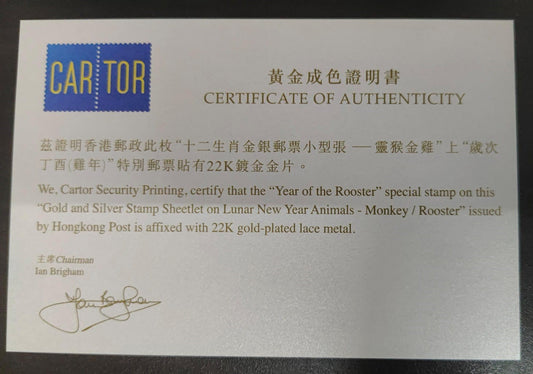 CARTOR
黃金成色證明書
CERTIFICATE OF AUTHENTICITY
茲證明香港郵政此枚“十二生肖金銀郵票小型張 — 靈猴金雞”上“歲次
丁酉(雞年)”特別郵票貼有22K鍍金金片。
We, Cartor Security Printing, certify that the “Year of the Rooster” special stamp on this
“Gold and Silver Stamp Sheetlet on Lunar New Year Animals - Monkey / Rooster” issued
by Hongkong Post is affixed with 22K gold-plated lace metal.
主席Chairman
Ian Brigham